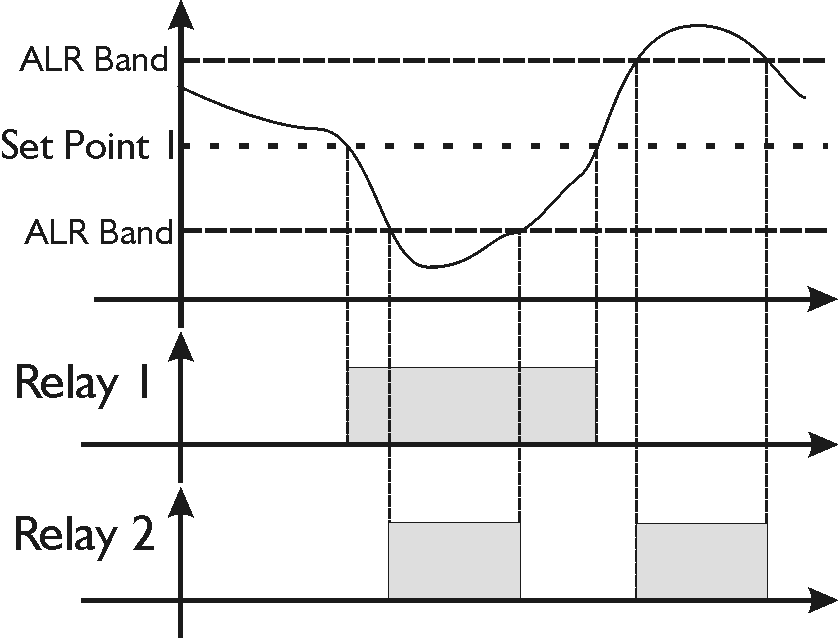 ALR Band
Set Point 1
ALR Band
Relay 1
Relay 2